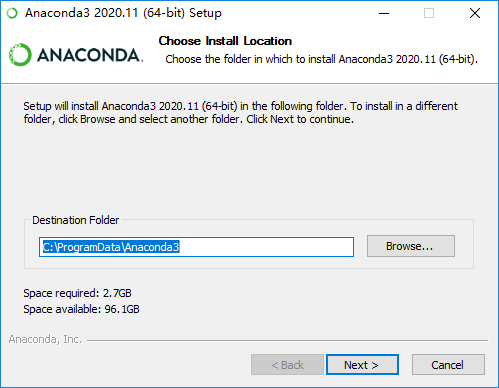 Anaconda3 2020.11 (64-bit) Setup
ANACONDA.
Choose Install Location
Choose the folder in which to install Anaconda3 2020.11 (64-bit).
Setup will install Anaconda3 2020.11 (64-bit) in the following folder. To install in a different
folder, click Browse and select another folder. Click Next to continue.
Destination Folder
C:\ProgramData\Anaconda3
Browse...
Space required: 2.7GB
Space available: 96.1GB
Anaconda, Inc.
< Back
Next >
Cancel